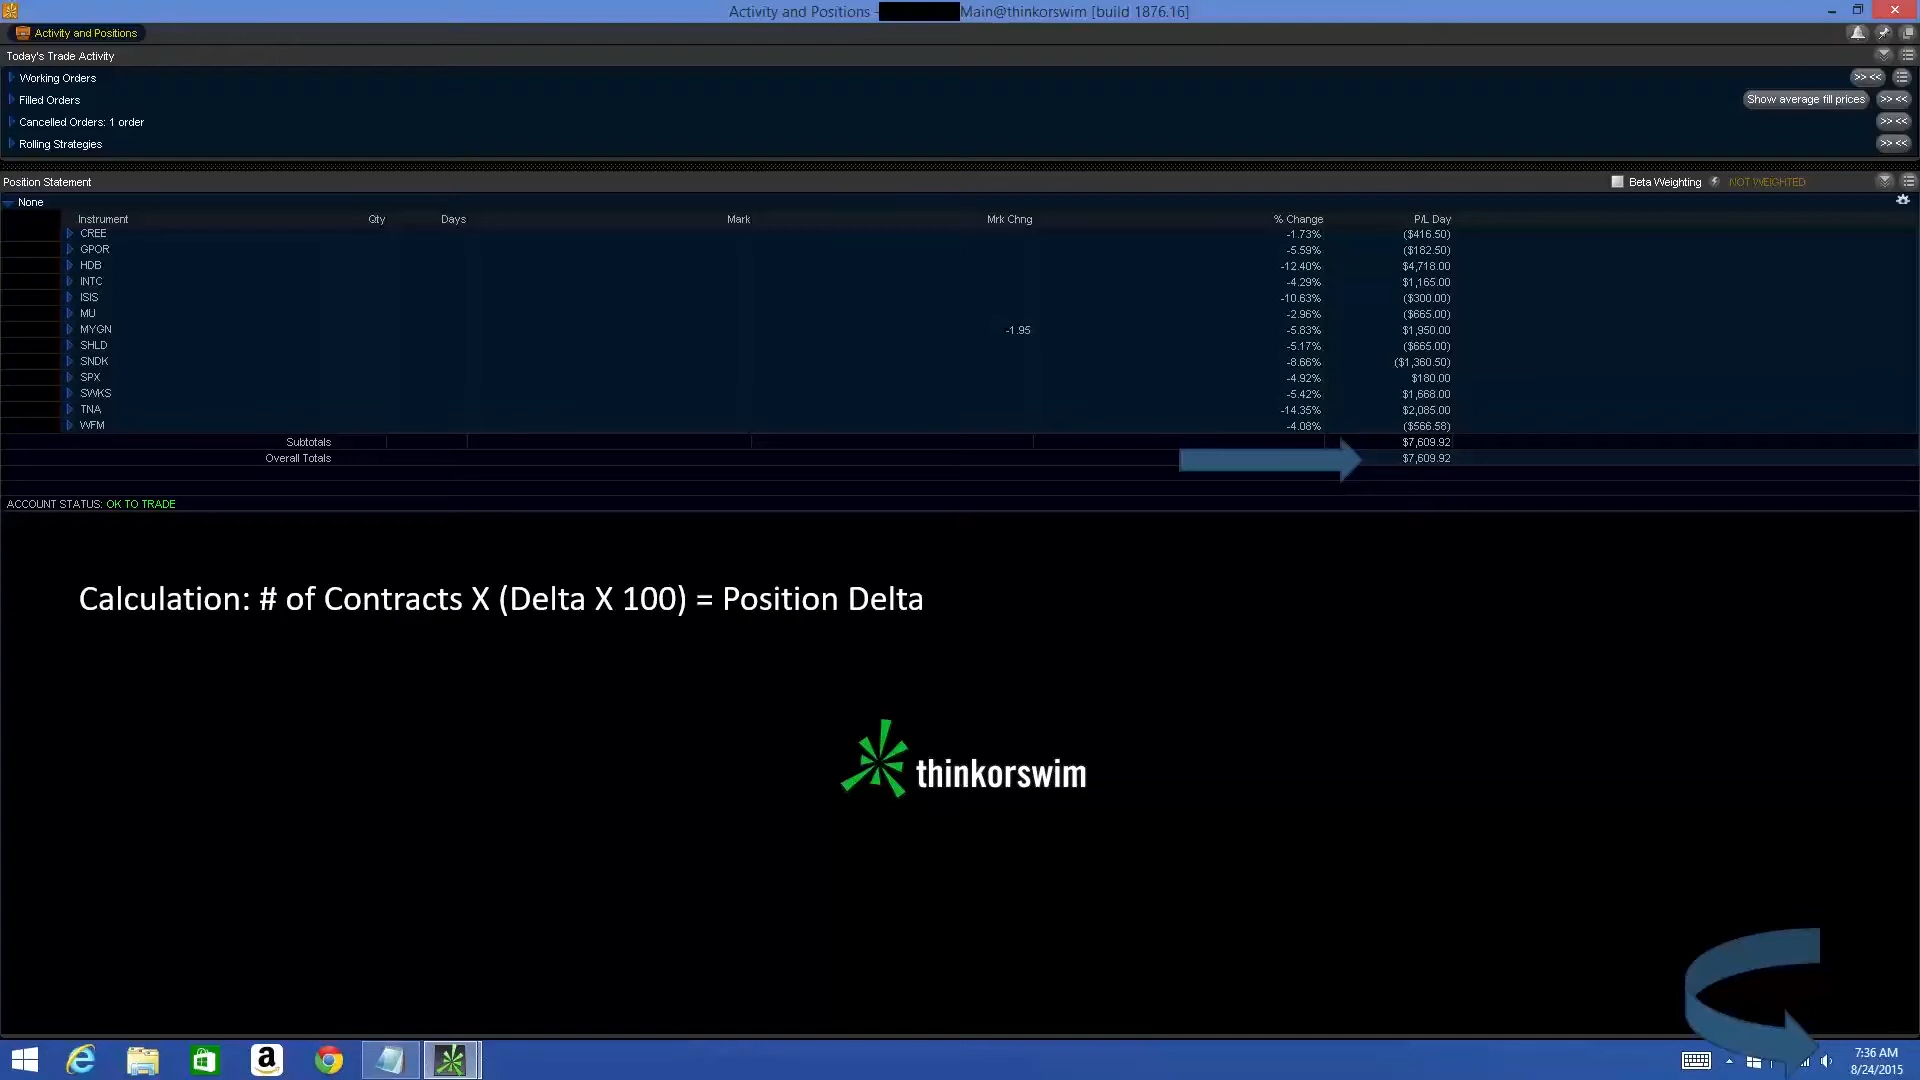 Activity and Positions - Main@thinkorswim [build 1876.16]
Activity and Positions
Today's Trade Activity
Working Orders >> <<
Filled Orders Show average fill prices >> <<
Cancelled Orders: 1 order >> <<
Rolling Strategies >> <<
Position Statement Beta Weighting NOT WEIGHTED
None
Instrument Qty Days Mark Mrk Chng % Change P/L Day
CREE -1.73% ($416.50)
GPOR -5.59% ($182.50)
HDB -12.40% $4,718.00
INTC -4.29% $1,165.00
ISIS -10.63% ($300.00)
MU -2.96% ($665.00)
MYGN -1.95 -5.83% $1,950.00
SHLD -5.17% ($665.00)
SNDK -8.66% ($1,360.50)
SPX -4.92% $180.00
SWKS -5.42% $1,668.00
TNA -14.35% $2,085.00
WFM -4.08% ($566.58)
Subtotals $7,609.92
Overall Totals $7,609.92
ACCOUNT STATUS: OK TO TRADE
Calculation: # of Contracts X (Delta X 100) = Position Delta
thinkorswim
7:36 AM
8/24/2015